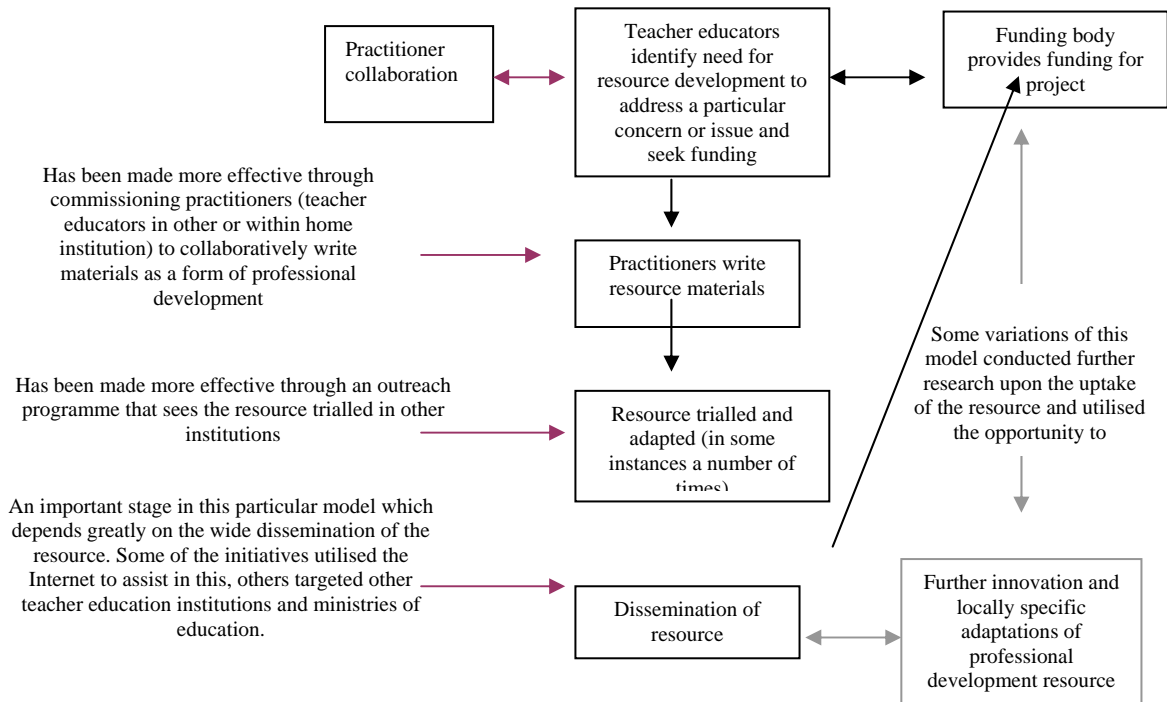 Practitioner
collaboration
Teacher educators
identify need for
resource development to
address a particular
concern or issue and
seek funding
Funding body
provides funding for
project
Has been made more effective through
commissioning practitioners (teacher
educators in other or within home
institution) to collaboratively write
materials as a form of professional
development
Practitioners write
resource materials
Some variations of this
model conducted further
research upon the uptake
of the resource and utilised
the opportunity to
Has been made more effective through an outreach
programme that sees the resource trialled in other
institutions
Resource trialled and
adapted (in some
instances a number of
times)
An important stage in this particular model which
depends greatly on the wide dissemination of the
resource. Some of the initiatives utilised the
Internet to assist in this, others targeted other
teacher education institutions and ministries of
education.
Dissemination of
resource
Further innovation and
locally specific
adaptations of
professional
development resource